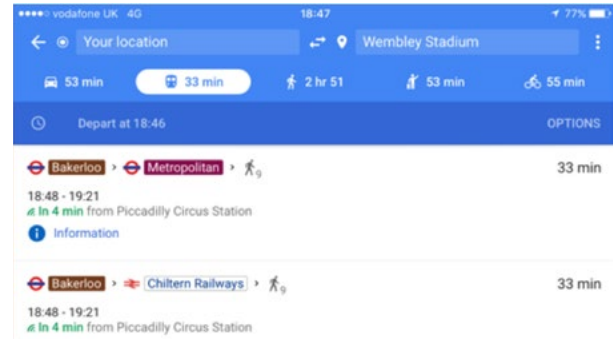 vodafone UK 4G 18:47 77%
Your location Wembley Stadium
53 min 33 min 2 hr 51 53 min 55 min
Depart at 18:46 OPTIONS
Bakerloo > Metropolitan > 9 33 min
18:48 - 19:21
In 4 min from Piccadilly Circus Station
i Information
Bakerloo > Chiltern Railways > 9 33 min
18:48 - 19:21
In 4 min from Piccadilly Circus Station